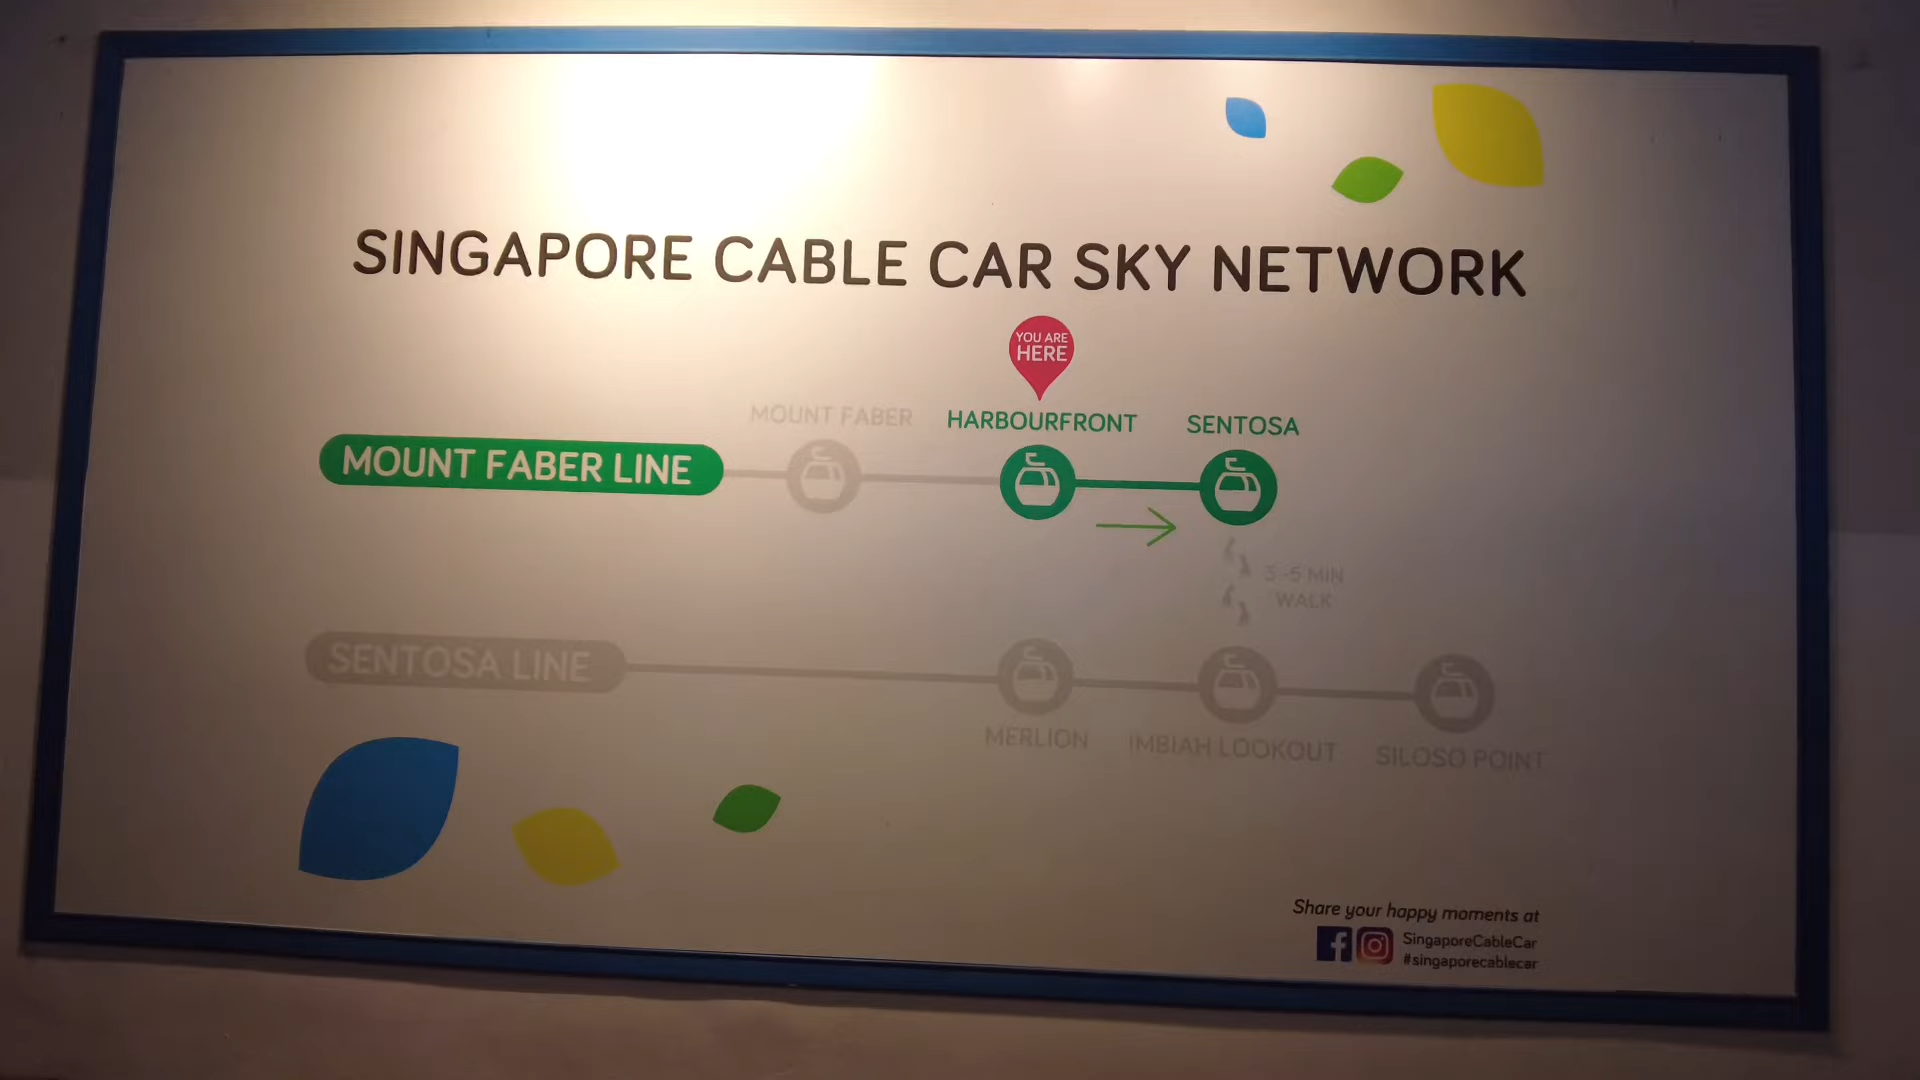 SINGAPORE CABLE CAR SKY NETWORK
YOU ARE
HERE
MOUNT FABER
HARBOURFRONT
SENTOSA
MOUNT FABER LINE
3 -5 MIN
WALK
SENTOSA LINE
MERLION
IMBIAH LOOKOUT
SILOSO POINT
Share your happy moments at
SingaporeCableCar
#singaporecablecar